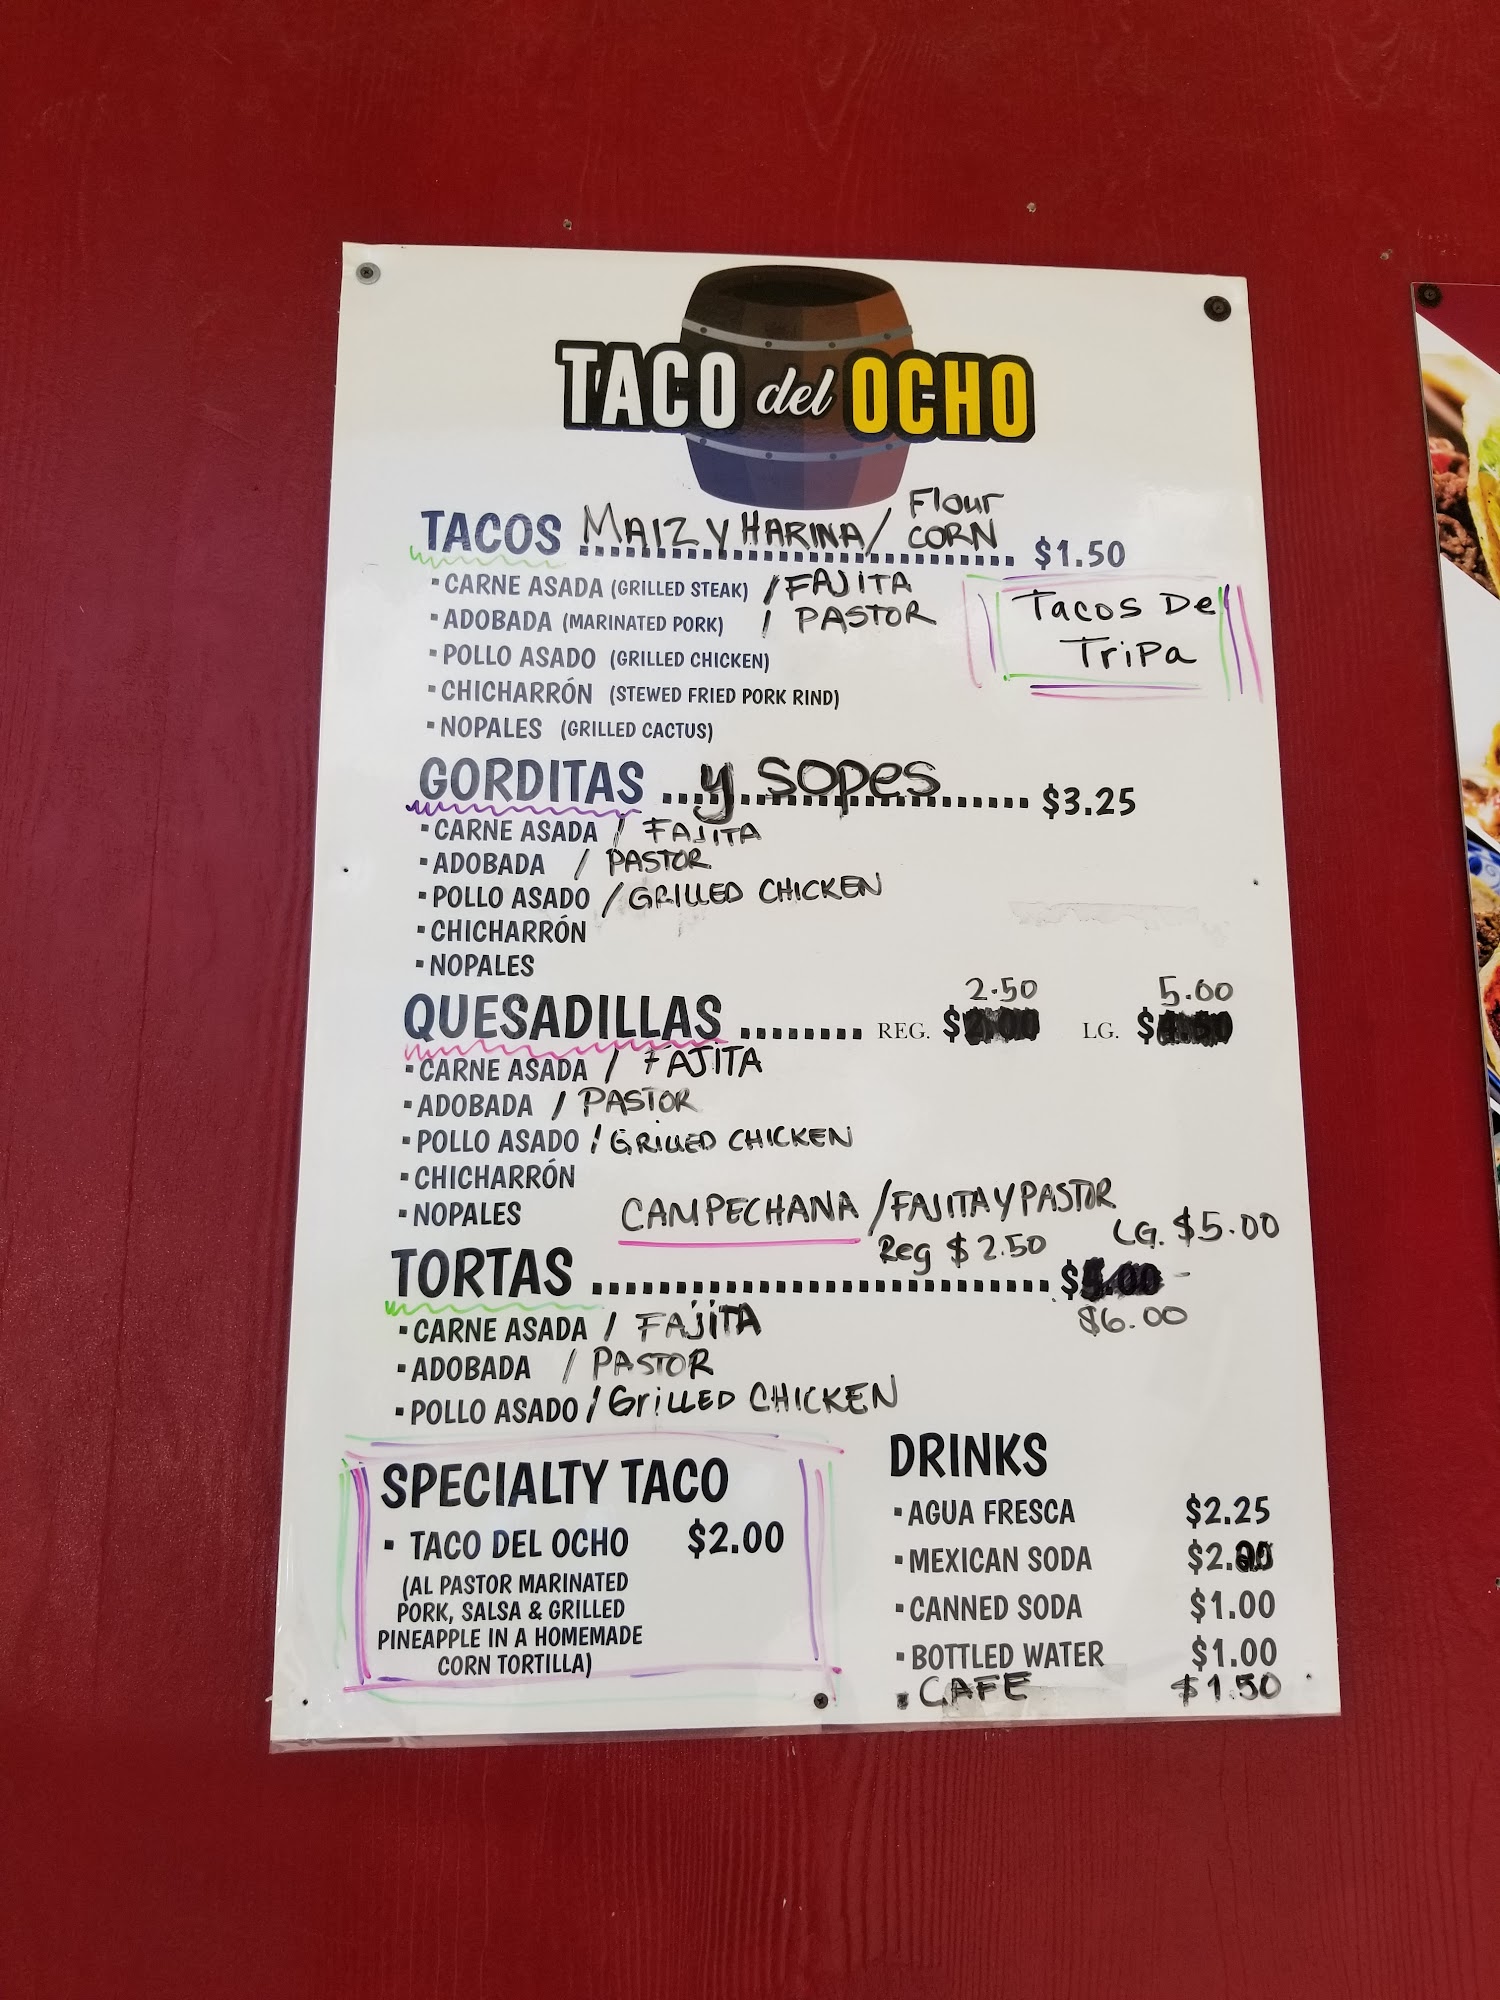 TACO del OCHO
TACOS MAIZ Y HARINA / Flour CORN $1.50
▪ CARNE ASADA (GRILLED STEAK) / FAJITA
▪ ADOBADA (MARINATED PORK) / PASTOR
▪ POLLO ASADO (GRILLED CHICKEN)
▪ CHICHARRÓN (STEWED FRIED PORK RIND)
▪ NOPALES (GRILLED CACTUS)
Tacos De
Tripa
GORDITAS y SOPES $3.25
▪ CARNE ASADA / FAJITA
▪ ADOBADA / PASTOR
▪ POLLO ASADO / GRILLED CHICKEN
▪ CHICHARRÓN
▪ NOPALES
2.50 5.00
QUESADILLAS ........ REG. $ LG. $
▪ CARNE ASADA / FAJITA
▪ ADOBADA / PASTOR
▪ POLLO ASADO / GRILLED CHICKEN
▪ CHICHARRÓN
▪ NOPALES
CAMPECHANA / FAJITA Y PASTOR
Reg $2.50 LG. $5.00
TORTAS $
$6.00
▪ CARNE ASADA / FAJITA
▪ ADOBADA / PASTOR
▪ POLLO ASADO / GriLLED CHICKEN
SPECIALTY TACO
▪ TACO DEL OCHO $2.00
(AL PASTOR MARINATED
PORK, SALSA & GRILLED
PINEAPPLE IN A HOMEMADE
CORN TORTILLA)
DRINKS
▪ AGUA FRESCA $2.25
▪ MEXICAN SODA
▪ CANNED SODA $1.00
▪ BOTTLED WATER $1.00
▪ CAFE $1.50